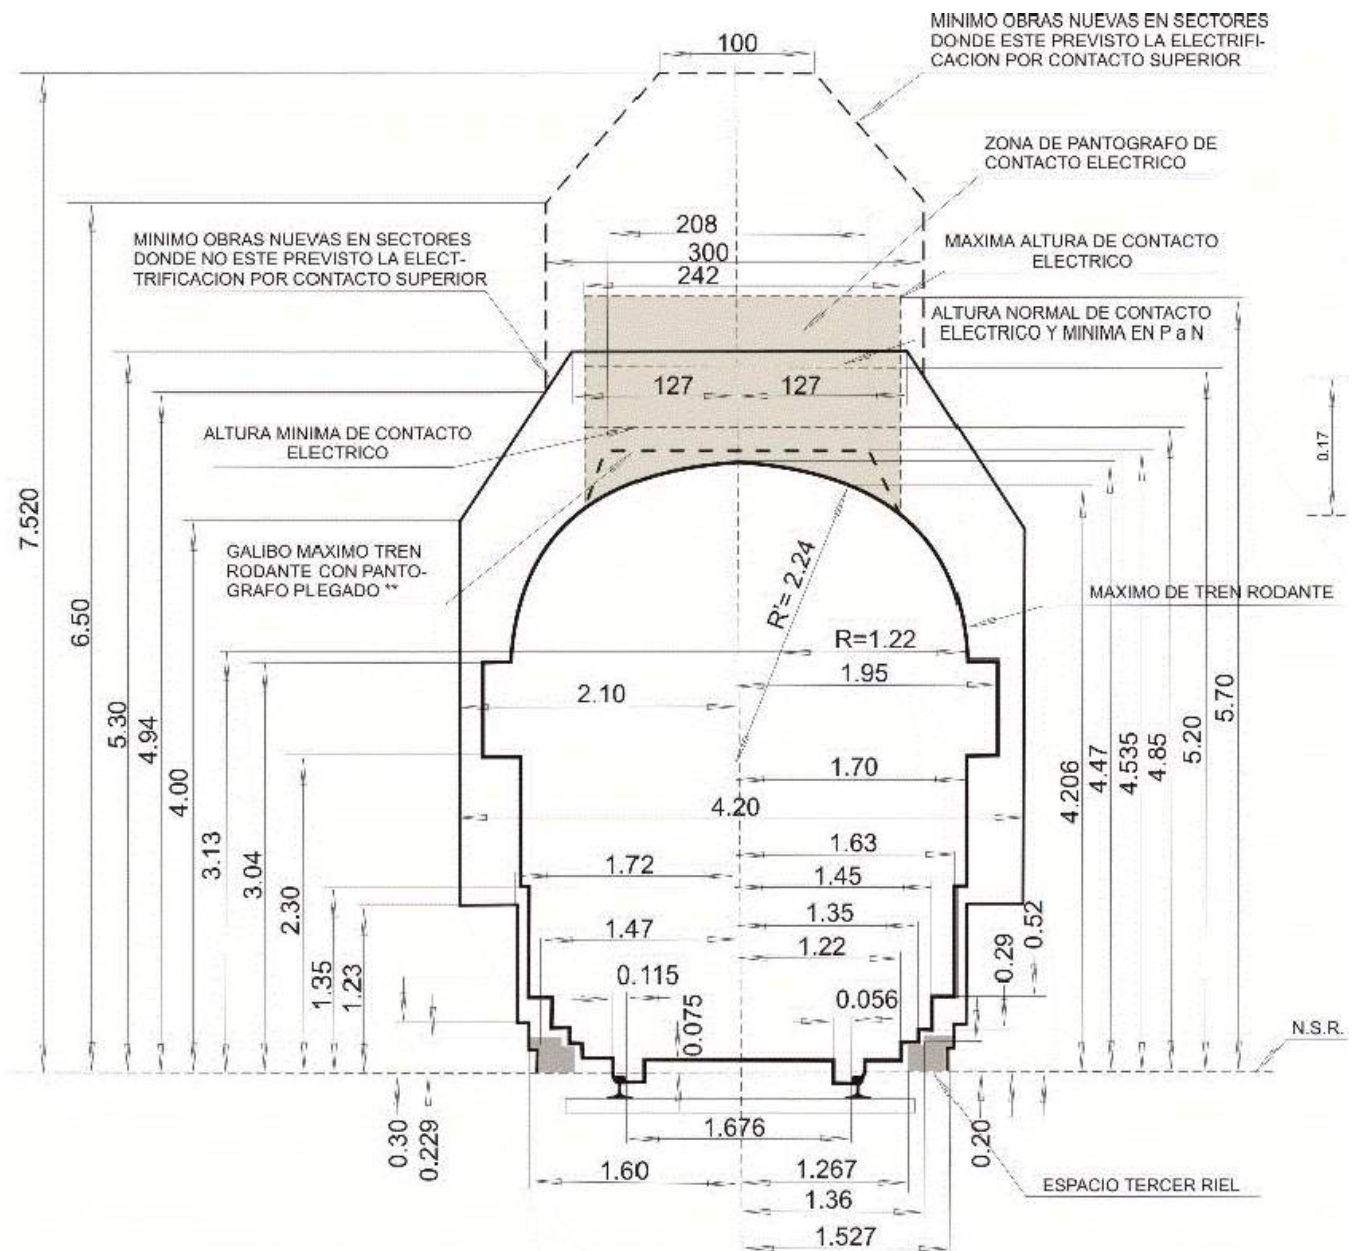 MINIMO OBRAS NUEVAS EN SECTORES
DONDE ESTE PREVISTO LA ELECTRIFI-
CACION POR CONTACTO SUPERIOR
100
ZONA DE PANTOGRAFO DE
CONTACTO ELECTRICO
208
MINIMO OBRAS NUEVAS EN SECTORES
DONDE NO ESTE PREVISTO LA ELECT-
TRIFICACION POR CONTACTO SUPERIOR
300
MAXIMA ALTURA DE CONTACTO
ELECTRICO
242
ALTURA NORMAL DE CONTACTO
ELECTRICO Y MINIMA EN P a N
127
127
ALTURA MINIMA DE CONTACTO
ELECTRICO
0.17
7.520
GALIBO MAXIMO TREN
RODANTE CON PANTO-
GRAFO PLEGADO **
R'= 2.24
MAXIMO DE TREN RODANTE
6.50
R=1.22
1.95
2.10
5.30
4.94
4.00
3.13
3.04
2.30
1.35
1.23
1.70
4.20
4.206
4.47
4.535
4.85
5.20
5.70
1.63
1.72
1.45
1.35
1.47
1.22
0.52
0.29
0.115
0.075
0.056
N.S.R.
0.30
0.229
1.676
0.20
1.60
1.267
ESPACIO TERCER RIEL
1.36
1.527